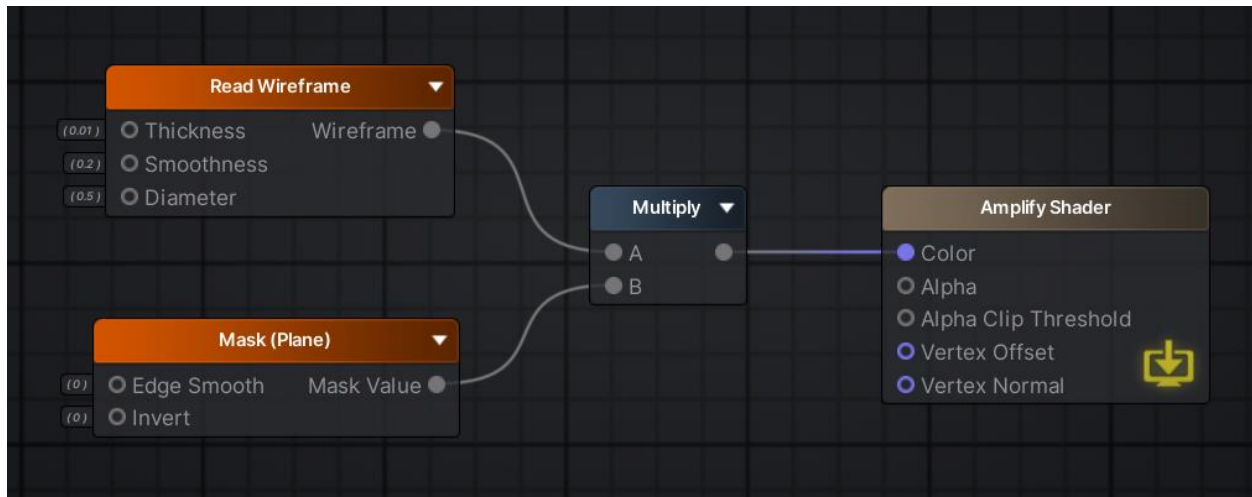 Read Wireframe
(0.01) Thickness Wireframe
(0.2) Smoothness
(0.5) Diameter
Multiply
A
B
Amplify Shader
Color
Alpha
Alpha Clip Threshold
Vertex Offset
Vertex Normal
Mask (Plane)
(0) Edge Smooth Mask Value
(0) Invert